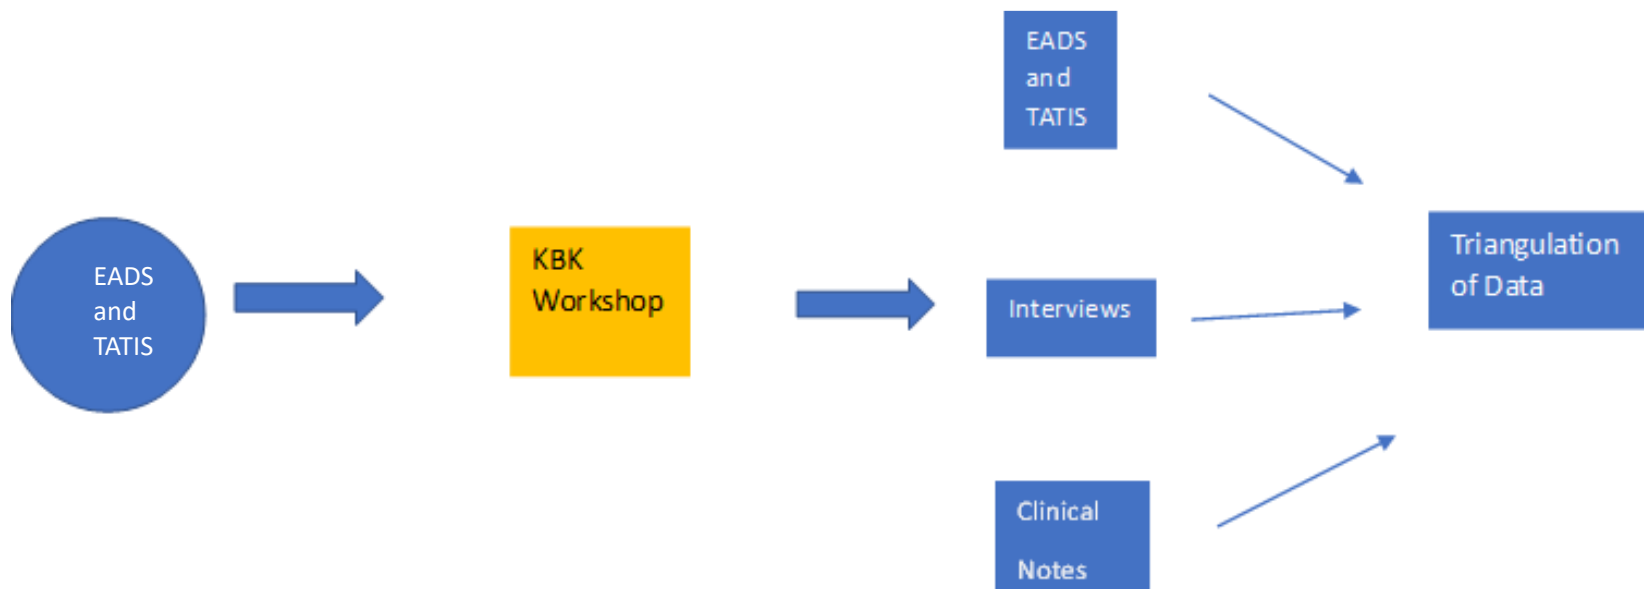 EADS
and
TATIS
KBK
Workshop
EADS
and
TATIS
Interviews
Clinical
Notes
Triangulation
of Data